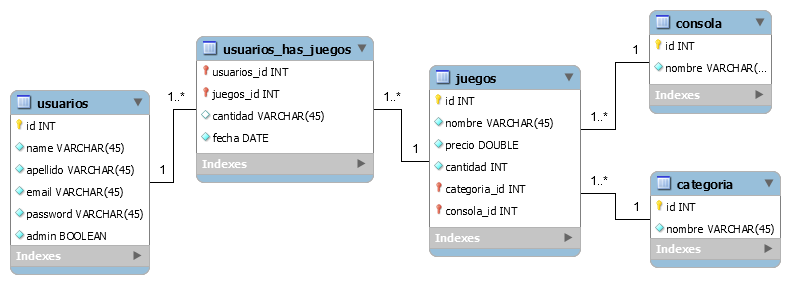 usuarios
id INT
name VARCHAR(45)
apellido VARCHAR(45)
email VARCHAR(45)
password VARCHAR(45)
admin BOOLEAN
Indexes
1
1..*
usuarios_has_juegos
usuarios_id INT
juegos_id INT
cantidad VARCHAR(45)
fecha DATE
Indexes
1..*
1
juegos
id INT
nombre VARCHAR(45)
precio DOUBLE
cantidad INT
categoria_id INT
consola_id INT
Indexes
1..*
1
consola
id INT
nombre VARCHAR(...
Indexes
1..*
1
categoria
id INT
nombre VARCHAR(45)
Indexes